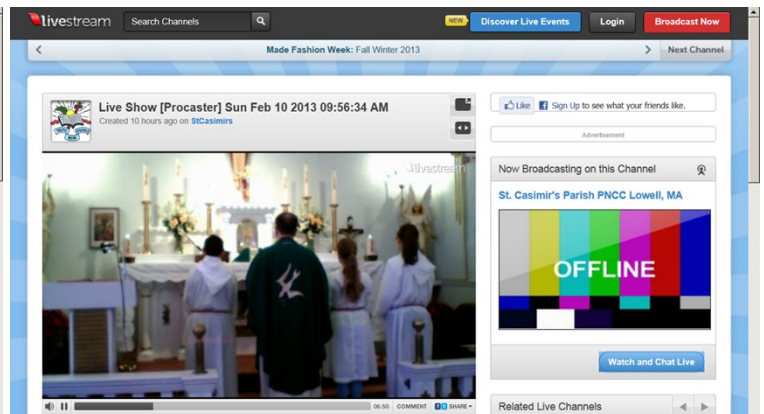 livestream
Search Channels
NEW
Discover Live Events
Login
Broadcast Now
Made Fashion Week: Fall Winter 2013
Next Channel
Live Show [Procaster] Sun Feb 10 2013 09:56:34 AM
Created 10 hours ago on StCasimirs
Like
Sign Up to see what your friends like.
Advertisement
Now Broadcasting on this Channel
St. Casimir's Parish PNCC Lowell, MA
livestream
OFFLINE
Watch and Chat Live
06:50 COMMENT SHARE
Related Live Channels